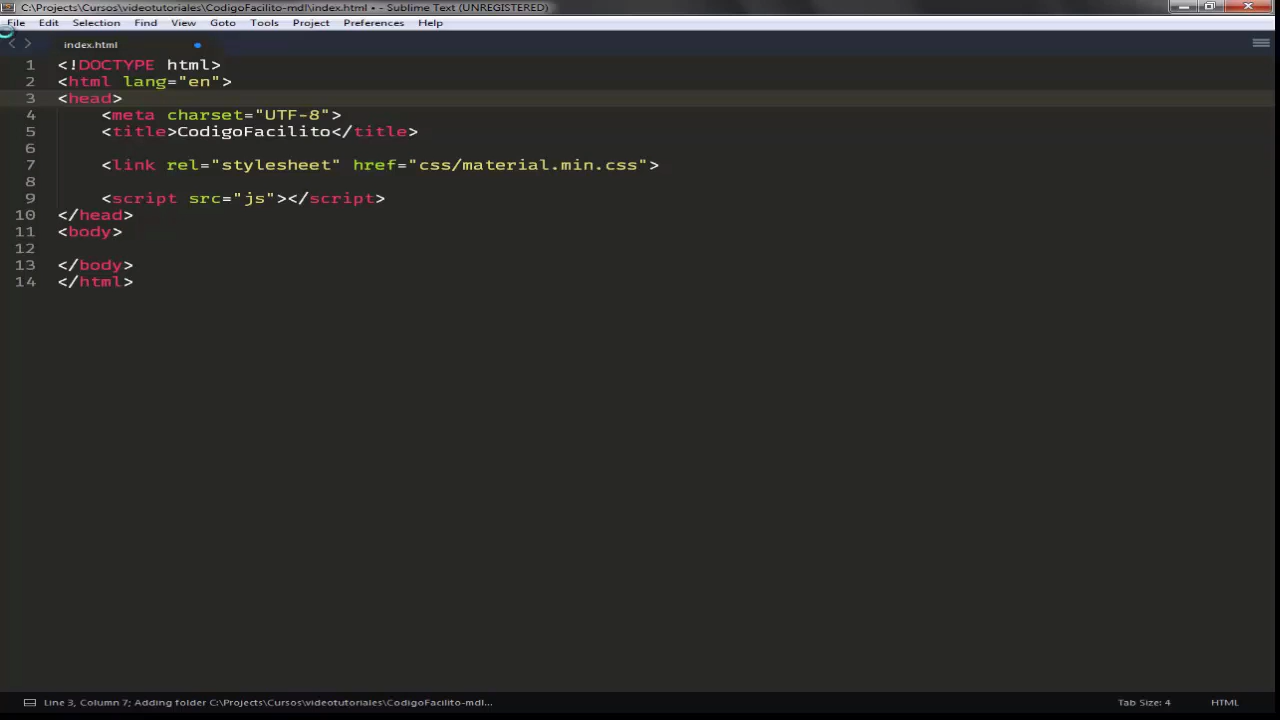 C:\Projects\Cursos\videotutoriales\CodigoFacilito-mdl\index.html • - Sublime Text (UNREGISTERED)
File Edit Selection Find View Goto Tools Project Preferences Help
index.html
1 <!DOCTYPE html>
2 <html lang="en">
3 <head>
4 <meta charset="UTF-8">
5 <title>CodigoFacilito</title>
6
7 <link rel="stylesheet" href="css/material.min.css">
8
9 <script src="js"></script>
10 </head>
11 <body>
12
13 </body>
14 </html>
Line 3, Column 7; Adding folder C:\Projects\Cursos\videotutoriales\CodigoFacilito-mdl... Tab Size: 4 HTML